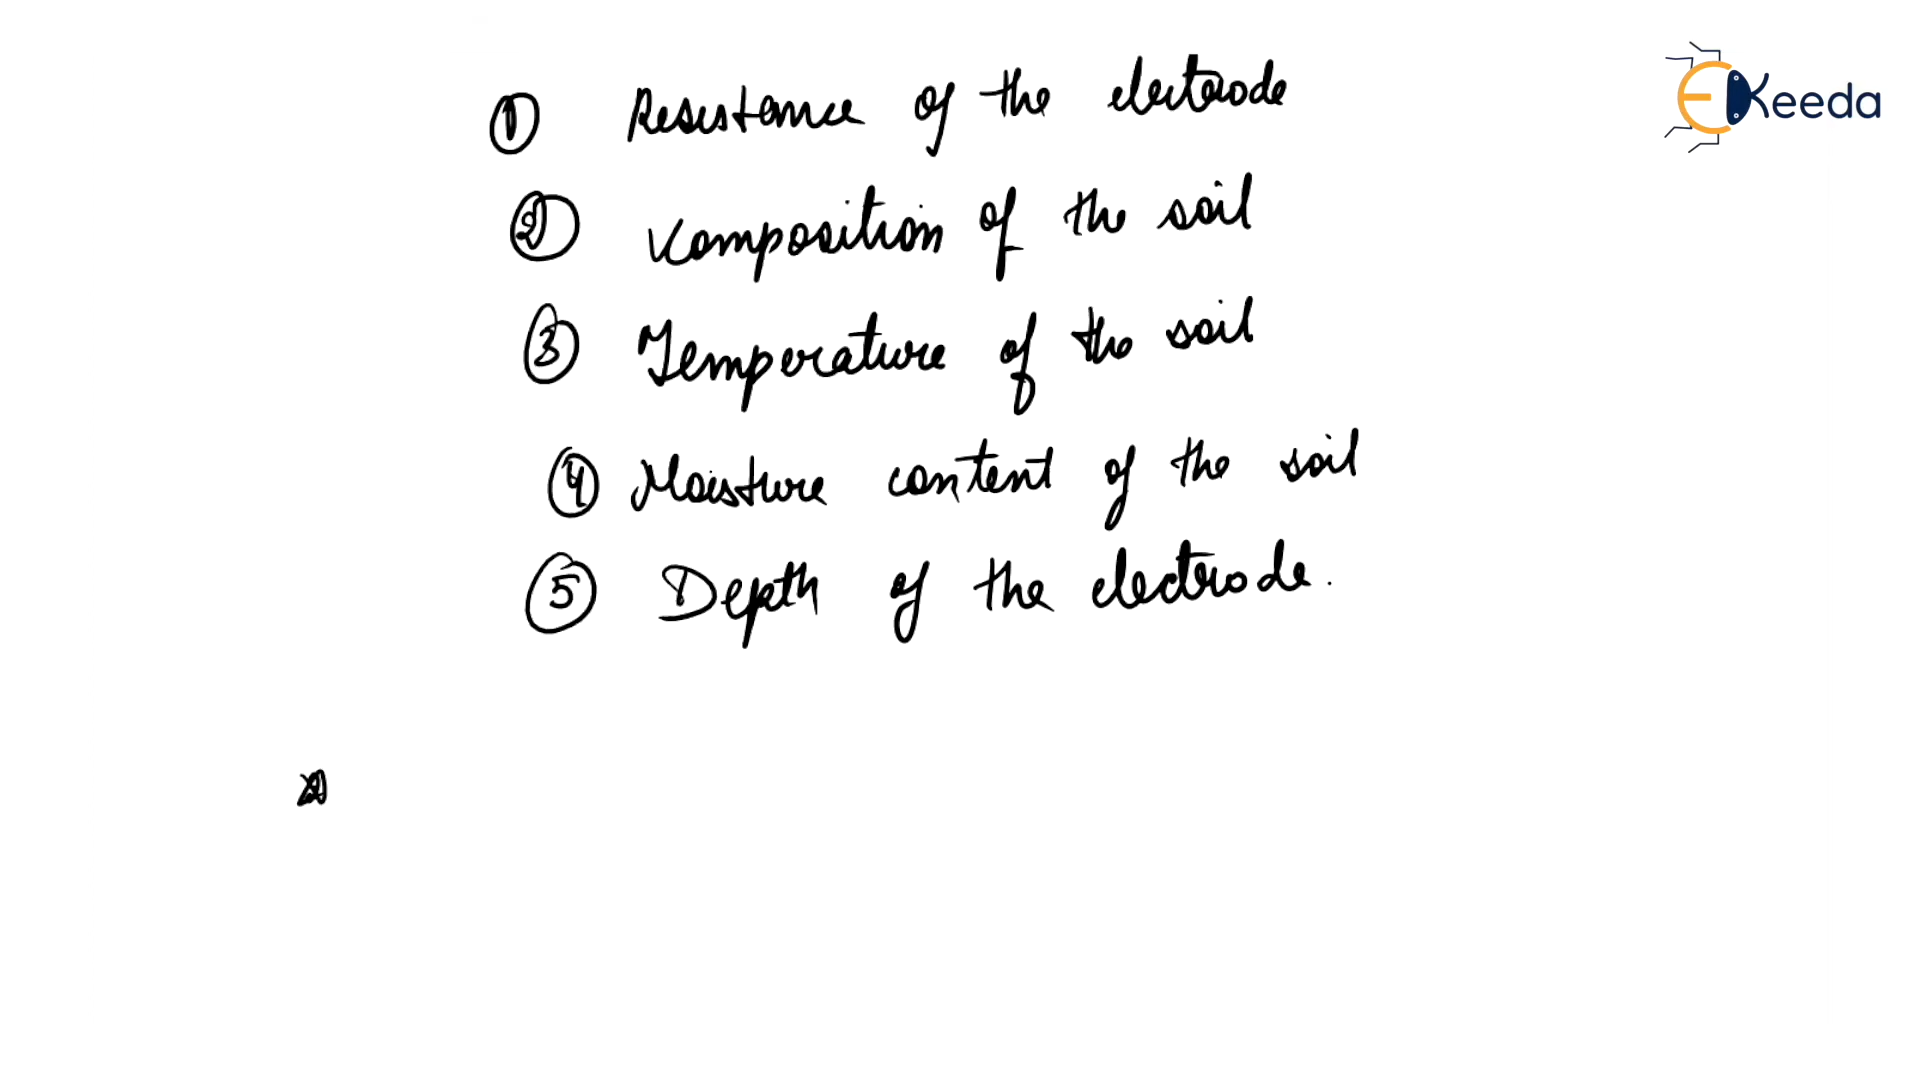 ① Resistance of the electrode
EKeeda
② Composition of the soil
③ Temperature of the soil
④ Moisture content of the soil
⑤ Depth of the electrode.